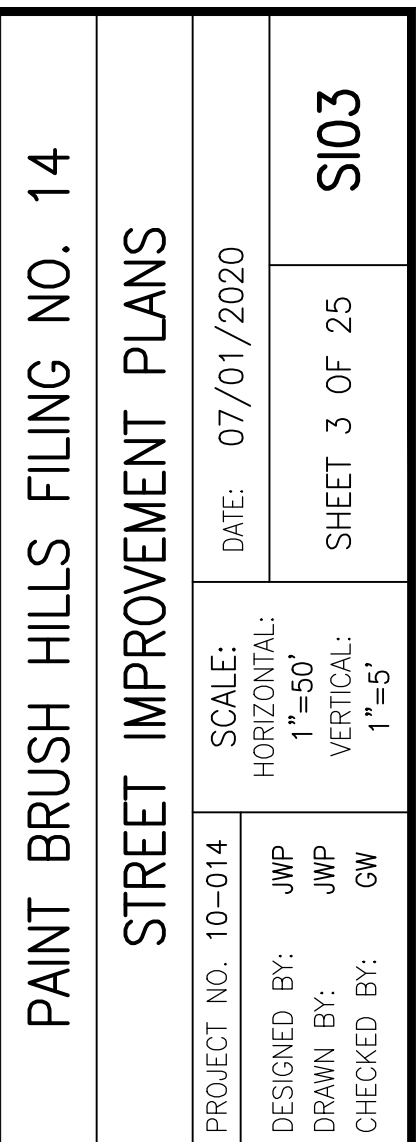 PAINT BRUSH HILLS FILING NO. 14
STREET IMPROVEMENT PLANS
PROJECT NO. 10-014
DESIGNED BY: JWP
DRAWN BY: JWP
CHECKED BY: GW
SCALE:
HORIZONTAL:
1"=50'
VERTICAL:
1"=5'
DATE: 07/01/2020
SHEET 3 OF 25
SI03